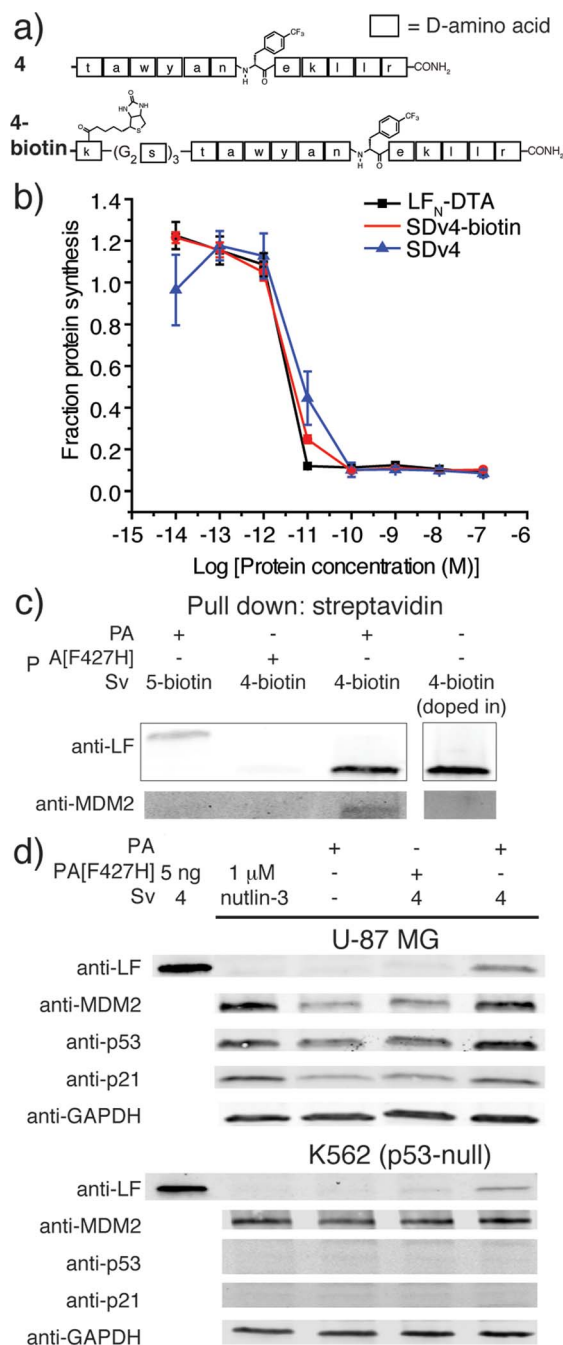 a)
= D-amino acid
4
t a w y a n N H O CF₃ e k l l r CONH₂
4-biotin
O HN NH S O k (G₂ s )₃ t a w y a n N H O CF₃ e k l l r CONH₂
b)
LF_N-DTA
SDv4-biotin
SDv4
Fraction protein synthesis
1.4
1.2
1.0
0.8
0.6
0.4
0.2
0.0
-15 -14 -13 -12 -11 -10 -9 -8 -7 -6
Log [Protein concentration (M)]
c) Pull down: streptavidin
PA + - + -
P A[F427H] - + - -
Sv 5-biotin 4-biotin 4-biotin 4-biotin
(doped in)
anti-LF
anti-MDM2
d)
PA + - +
PA[F427H] 5 ng 1 μM - + -
Sv 4 nutlin-3 - 4 4
U-87 MG
anti-LF
anti-MDM2
anti-p53
anti-p21
anti-GAPDH
K562 (p53-null)
anti-LF
anti-MDM2
anti-p53
anti-p21
anti-GAPDH